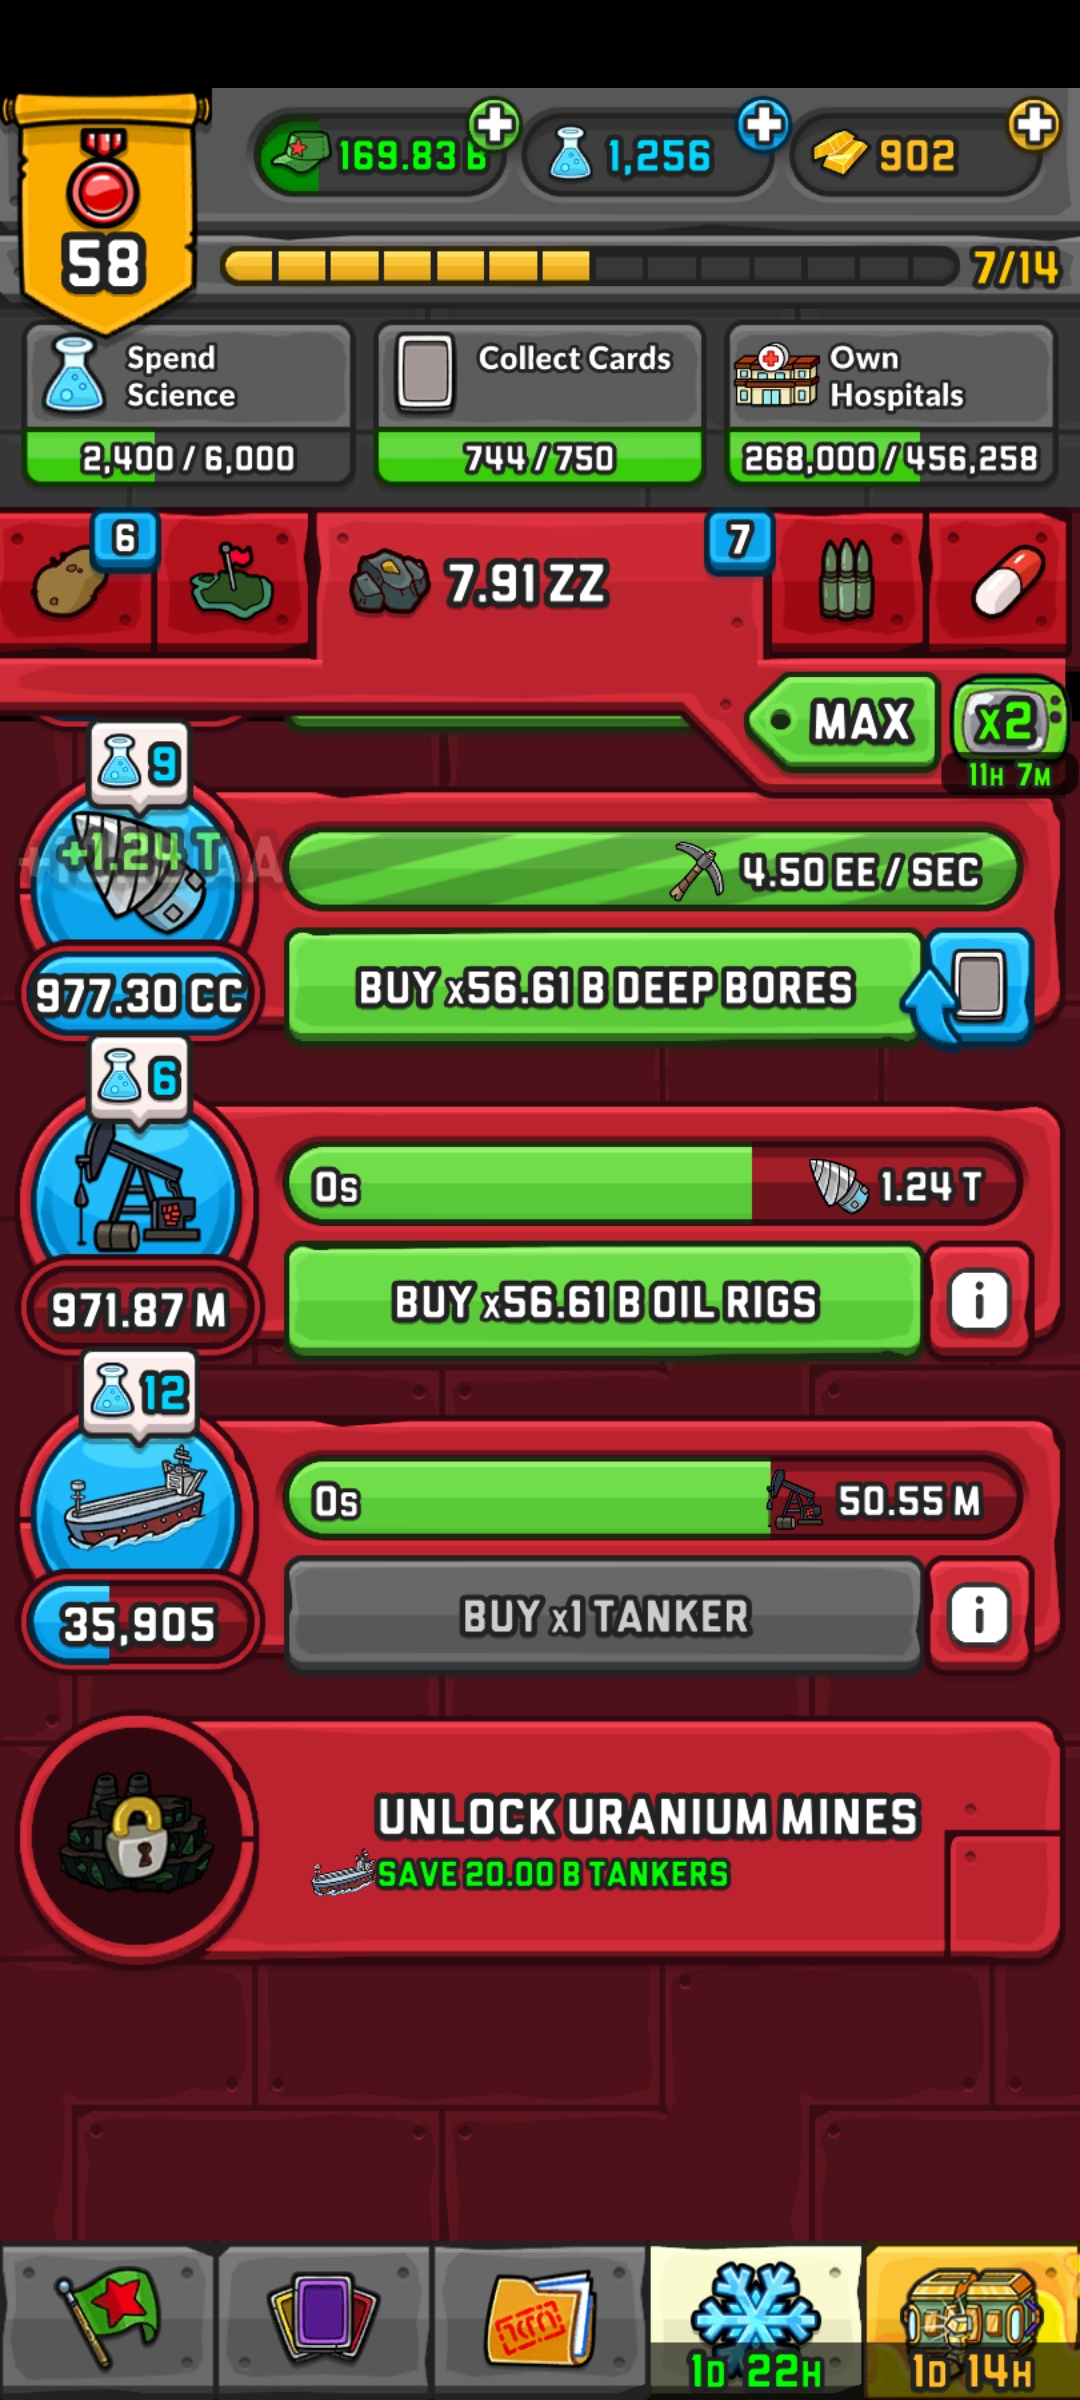 169.83 B
1,256
902
58
7/14
Spend
Science
2,400 / 6,000
Collect Cards
744 / 750
Own
Hospitals
268,000 / 456,258
6
7.91 ZZ
7
MAX
x2
11H 7M
9
+1.24 T
4.50 EE / SEC
977.30 CC
BUY x56.61 B DEEP BORES
6
0s
1.24 T
971.87 M
BUY x56.61 B OIL RIGS
i
12
0s
50.55 M
35,905
BUY x1 TANKER
i
UNLOCK URANIUM MINES
SAVE 20.00 B TANKERS
1D 22H
1D 14H